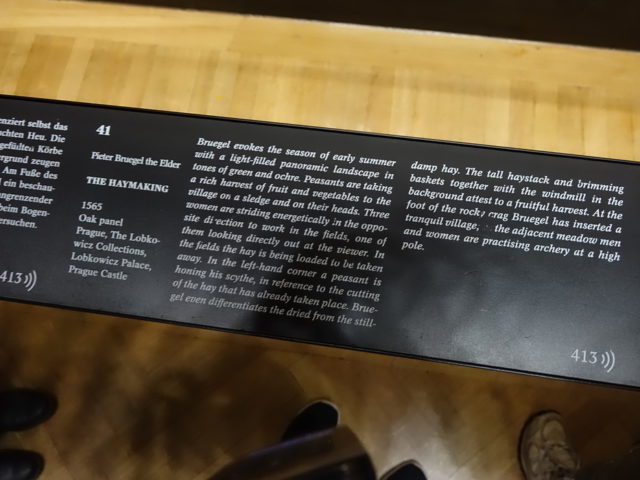 enziert selbst das
chten Heu. Die
gefüllten Körbe
ergrund zeugen
Am Fuße des
l ein beschau-
ngrenzender
beim Bogen-
ersuchen.
413
41
Pieter Bruegel the Elder
THE HAYMAKING
1565
Oak panel
Prague, The Lobko-
wicz Collections,
Lobkowicz Palace,
Prague Castle
Bruegel evokes the season of early summer
with a light-filled panoramic landscape in
tones of green and ochre. Peasants are taking
a rich harvest of fruit and vegetables to the
village on a sledge and on their heads. Three
women are striding energetically in the oppo-
site direction to work in the fields, one of
them looking directly out at the viewer. In
the fields the hay is being loaded to be taken
away. In the left-hand corner a peasant is
honing his scythe, in reference to the cutting
of the hay that has already taken place. Brue-
gel even differentiates the dried from the still-
damp hay. The tall haystack and brimming
baskets together with the windmill in the
background attest to a fruitful harvest. At the
foot of the rocky crag Bruegel has inserted a
tranquil village, the adjacent meadow men
and women are practising archery at a high
pole.
413